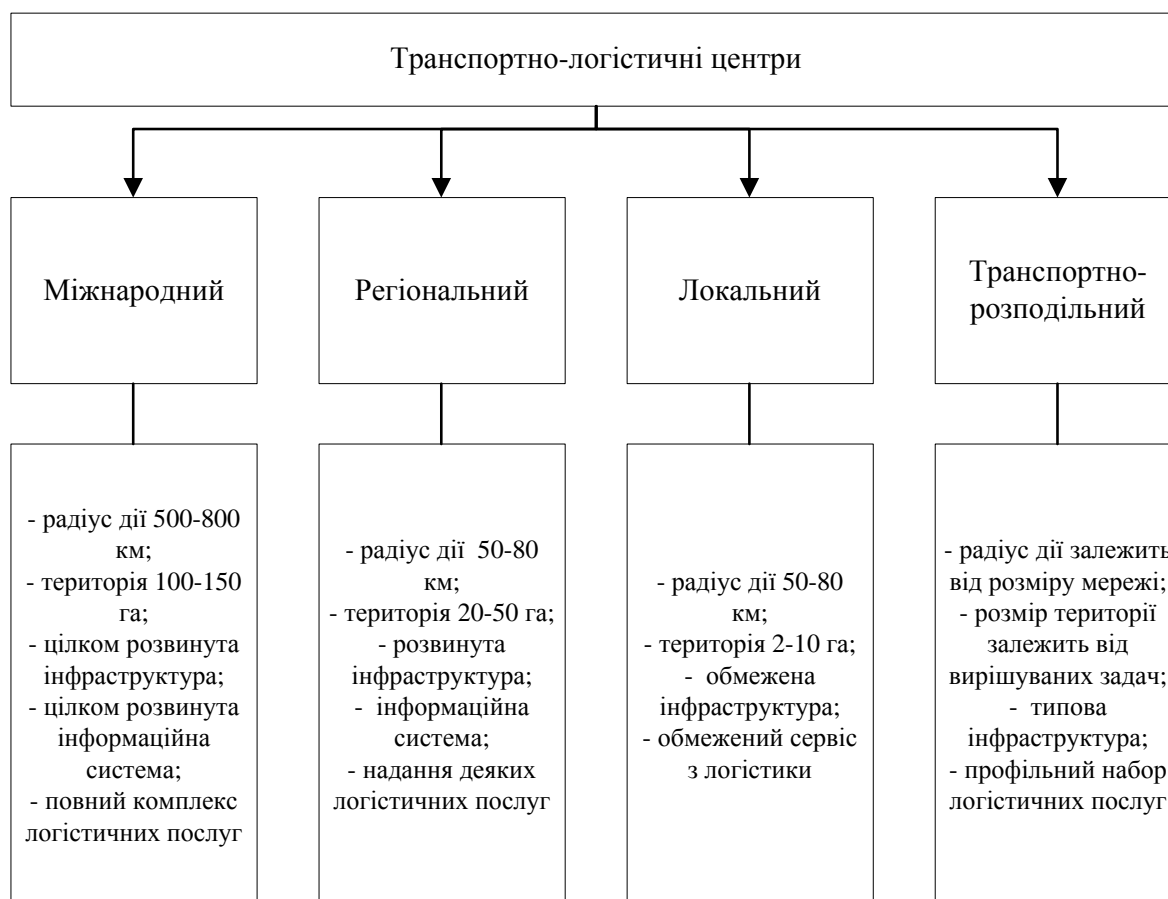 Транспортно-логістичні центри
Міжнародний
Регіональний
Локальний
Транспортно-
розподільний
- радіус дії 500-800
км;
- територія 100-150
га;
- цілком розвинута
інфраструктура;
- цілком розвинута
інформаційна
система;
- повний комплекс
логістичних послуг
- радіус дії 50-80
км;
- територія 20-50 га;
- розвинута
інфраструктура;
- інформаційна
система;
- надання деяких
логістичних послуг
- радіус дії 50-80
км;
- територія 2-10 га;
- обмежена
інфраструктура;
- обмежений сервіс
з логістики
- радіус дії залежить
від розміру мережі;
- розмір території
залежить від
вирішуваних задач;
- типова
інфраструктура;
- профільний набор
логістичних послуг